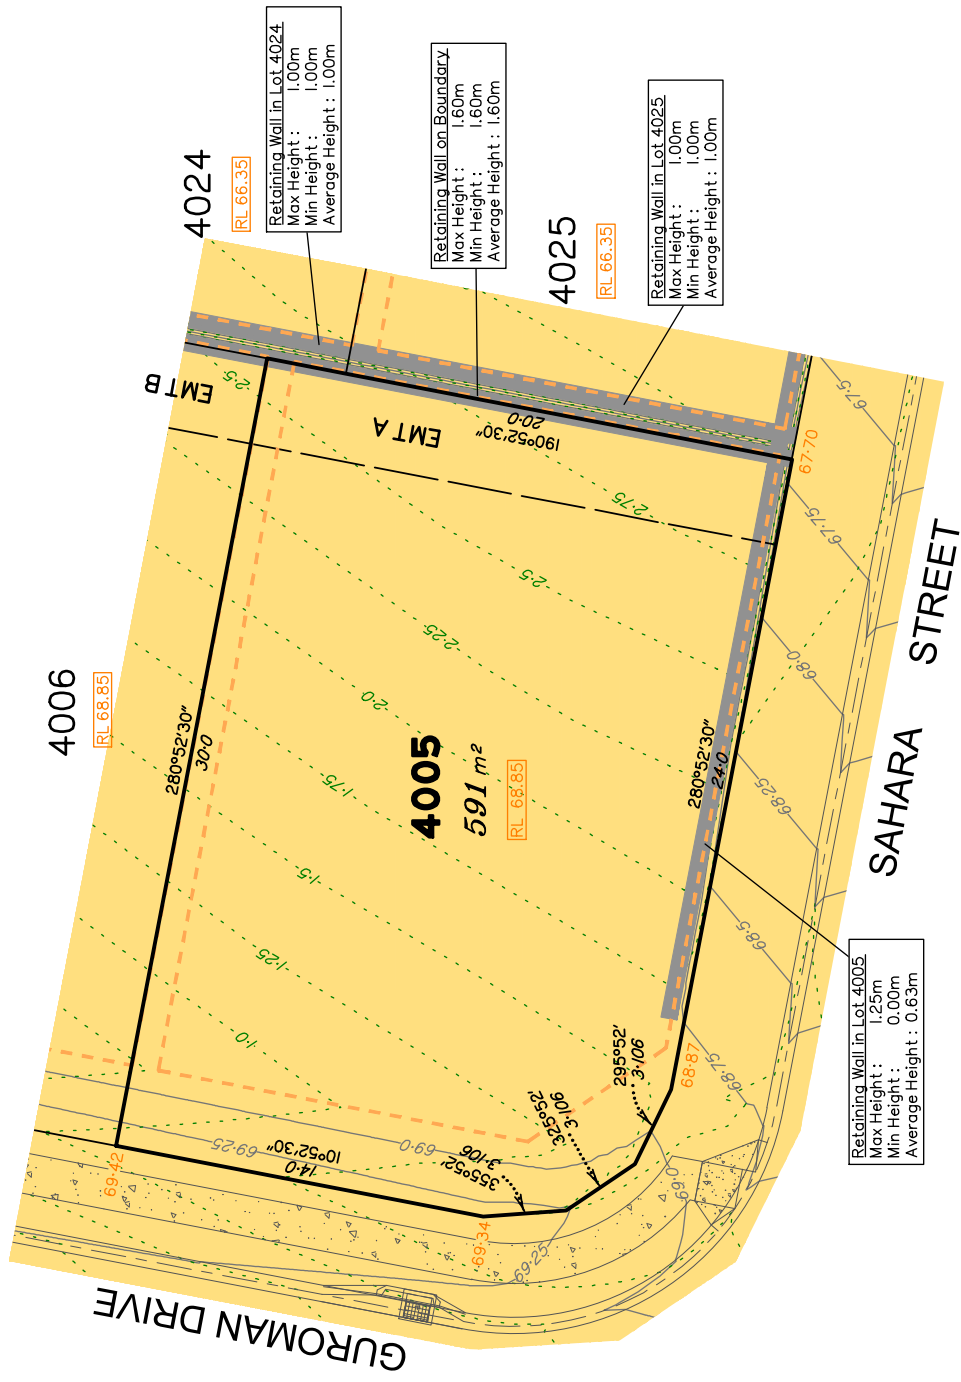 4024
RL 66.35
Retaining Wall in Lot 4024
Max Height : 1.00m
Min Height : 1.00m
Average Height : 1.00m
Retaining Wall on Boundary
Max Height : 1.60m
Min Height : 1.60m
Average Height : 1.60m
4025
RL 66.35
Retaining Wall in Lot 4025
Max Height : 1.00m
Min Height : 1.00m
Average Height : 1.00m
EMT B
EMT A
190°52'30"
20·0
2·5
2·75
2·5
2·25
2·0
1·75
1·5
1·25
1·0
4006
RL 68.85
280°52'30"
30·0
4005
591 m²
RL 68.85
280°52'30"
24·0
67·5
67·70
67·75
68·0
68·25
68·5
68·75
68·87
69·0
69·25
69·34
69·42
69·25
69·0
10°52'30"
14·0
355°52'
3·106
325°52'
3·106
295°52'
3·106
Retaining Wall in Lot 4005
Max Height : 1.25m
Min Height : 0.00m
Average Height : 0.63m
SAHARA STREET
GUROMAN DRIVE